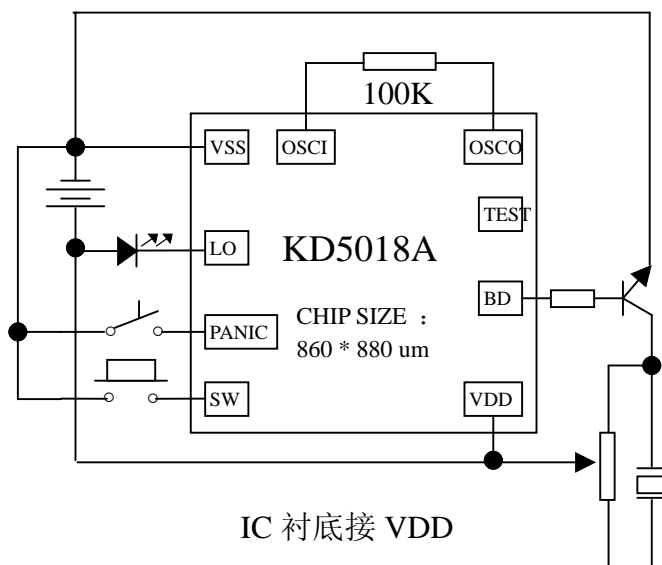 100K
VSS
OSCI
OSCO
TEST
LO
KD5018A
BD
PANIC
CHIP SIZE ：
860 * 880 um
SW
VDD
IC 衬底接 VDD